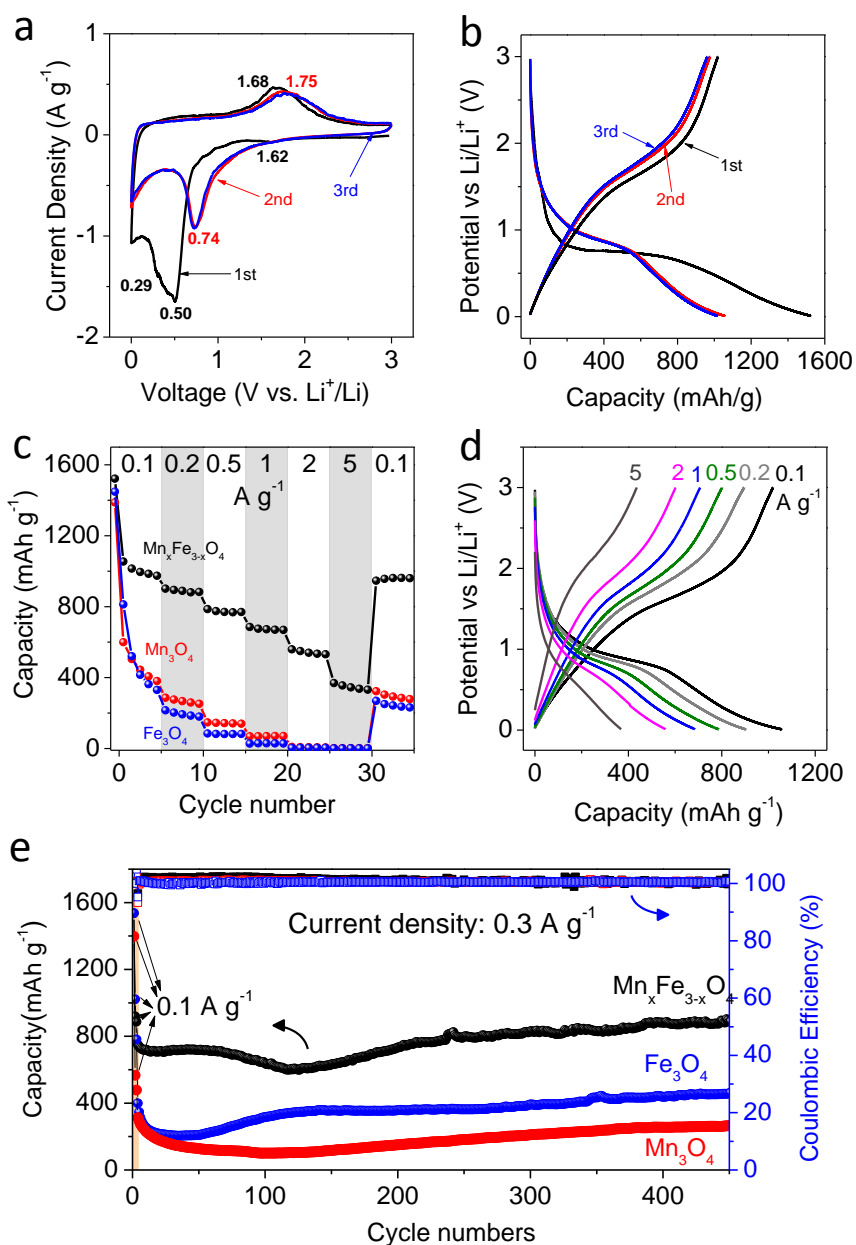 a
Current Density (A g⁻¹)
1
0
-1
-2
1.68
1.75
1.62
3rd
2nd
0.74
1st
0.29
0.50
0 1 2 3
Voltage (V vs. Li⁺/Li)
b
Potential vs Li/Li⁺ (V)
3
2
1
0
3rd
1st
2nd
0 400 800 1200 1600
Capacity (mAh/g)
c
Capacity (mAh g⁻¹)
1600
1200
800
400
0
0.1 0.2 0.5 1 2 5 0.1
A g⁻¹
MnₓFe₃₋ₓO₄
Mn₃O₄
Fe₃O₄
0 10 20 30
Cycle number
d
Potential vs Li/Li⁺ (V)
3
2
1
0
5 2 1 0.5 0.2 0.1
A g⁻¹
0 400 800 1200
Capacity (mAh g⁻¹)
e
Capacity(mAh g⁻¹)
1600
1200
800
400
0
Current density: 0.3 A g⁻¹
0.1 A g⁻¹
MnₓFe₃₋ₓO₄
Fe₃O₄
Mn₃O₄
100
80
60
40
20
0
Coulombic Efficiency (%)
0 100 200 300 400
Cycle numbers